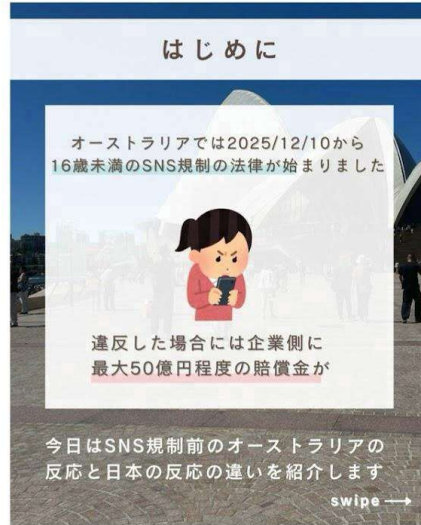 はじめに
オーストラリアでは2025/12/10から
16歳未満のSNS規制の法律が始まりました
違反した場合には企業側に
最大50億円程度の賠償金が
今日はSNS規制前のオーストラリアの
反応と日本の反応の違いを紹介します
swipe→